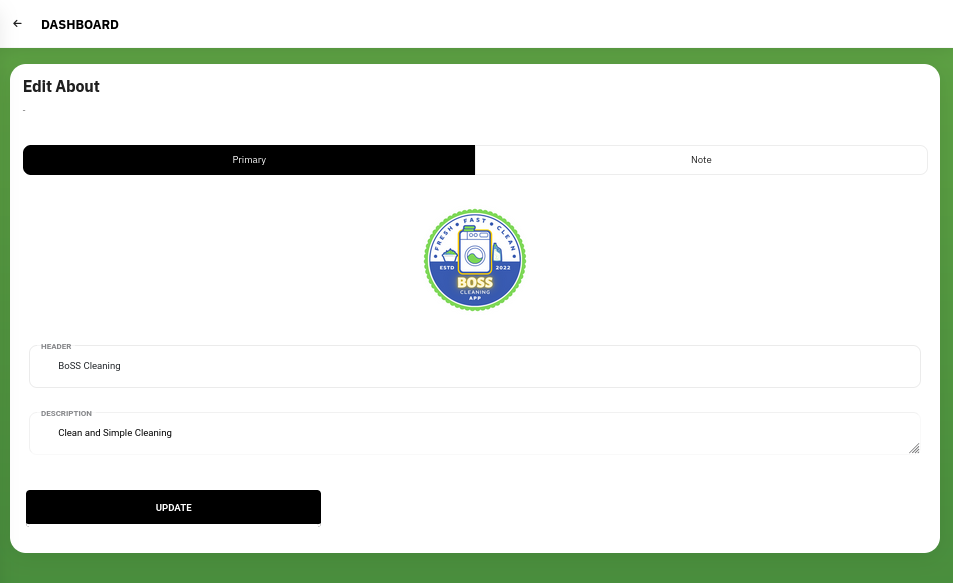 DASHBOARD
Edit About
-
Primary
Note
FRESH • FAST • CLEAN
ESTD
2022
BOSS
CLEANING
APP
HEADER
BoSS Cleaning
DESCRIPTION
Clean and Simple Cleaning
UPDATE